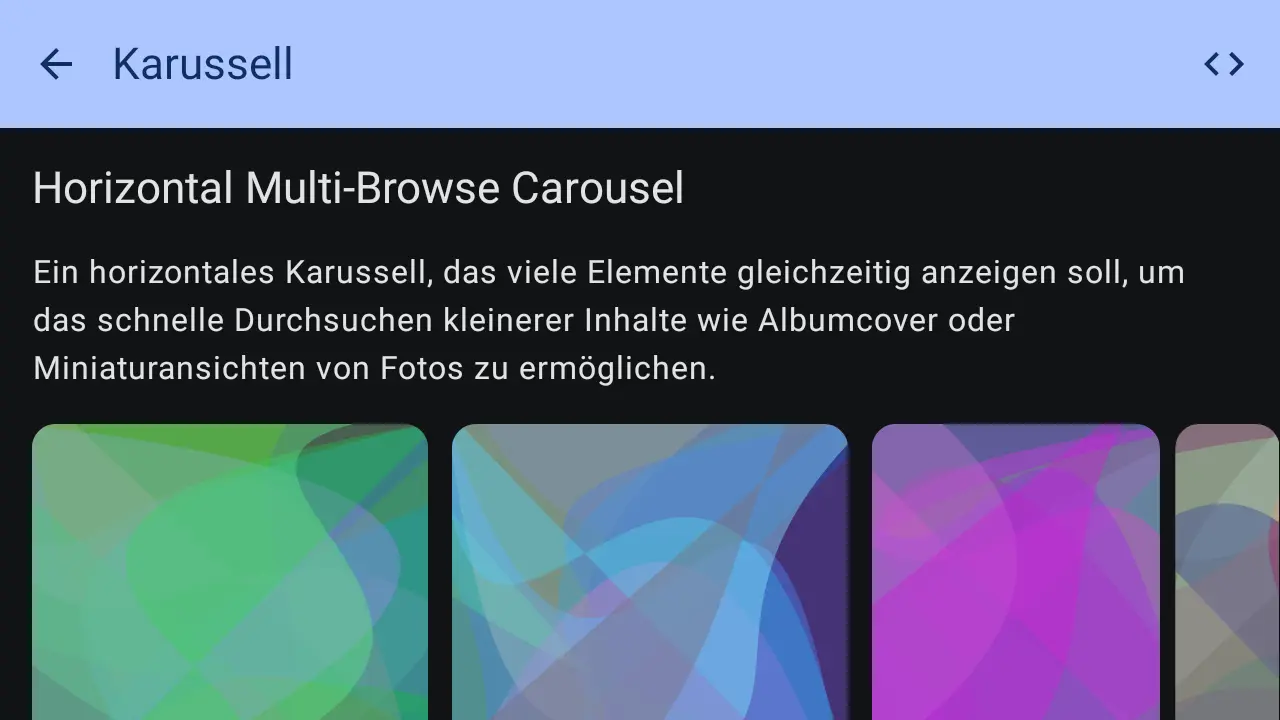 Karussell
Horizontal Multi-Browse Carousel
Ein horizontales Karussell, das viele Elemente gleichzeitig anzeigen soll, um
das schnelle Durchsuchen kleinerer Inhalte wie Albumcover oder
Miniaturansichten von Fotos zu ermöglichen.